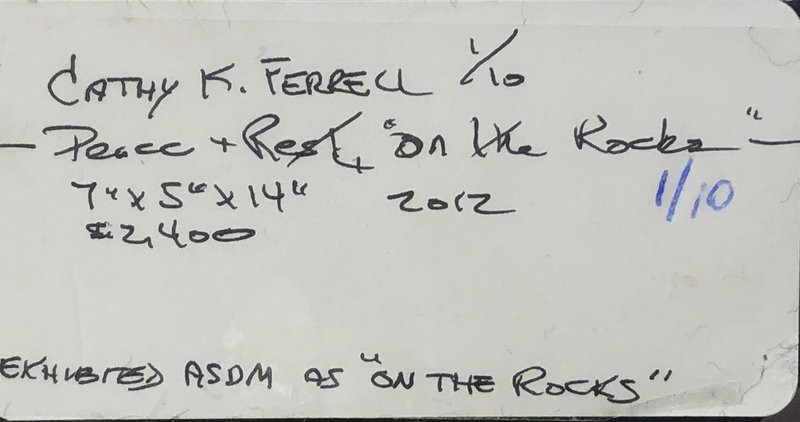 CATHY K. FERRELL 1/10
— Peace + Rest, "on the Rocks" —
7" x 5" x 14" 2012 1/10
$2,400
EXHIBITED ASDM AS "ON THE ROCKS"